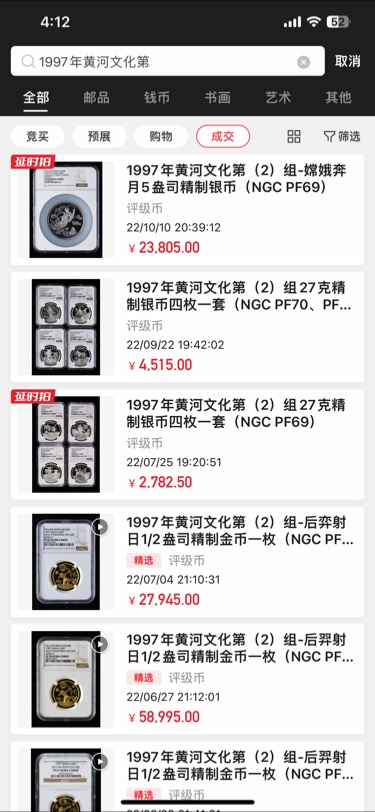 4:12
52
1997年黄河文化第
取消
全部 邮品 钱币 书画 艺术 其他
竞买 预展 购物 成交 筛选
延时拍
1997年黄河文化第（2）组-嫦娥奔
月5盎司精制银币（NGC PF69）
评级币
22/10/10 20:39:12
￥23,805.00
1997年黄河文化第（2）组27克精
制银币四枚一套（NGC PF70、PF...
评级币
22/09/22 19:42:02
￥4,515.00
延时拍
1997年黄河文化第（2）组27克精
制银币四枚一套（NGC PF69）
评级币
22/07/25 19:20:51
￥2,782.50
1997年黄河文化第（2）组-后弈射
日1/2盎司精制金币一枚（NGC PF...
精选 评级币
22/07/04 21:10:31
￥27,945.00
1997年黄河文化第（2）组-后羿射
日1/2盎司精制金币一枚（NGC PF...
精选 评级币
22/06/27 21:12:01
￥58,995.00
1997年黄河文化第（2）组-后羿射
日1/2盎司精制金币一枚（NGC PF...
精选 评级币